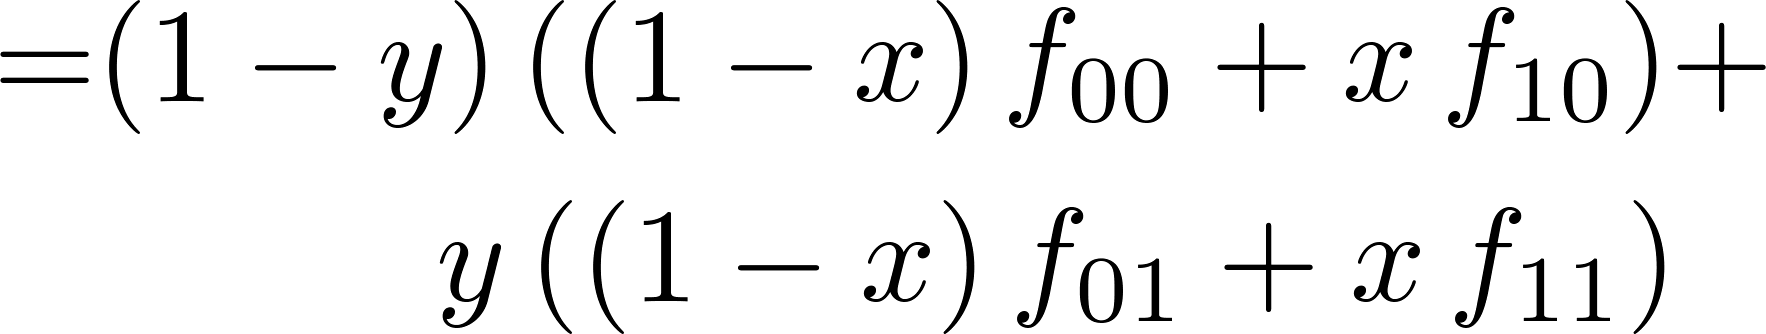 =(1 − y) ((1 − x) f₀₀ + x f₁₀)+
y ((1 − x) f₀₁ + x f₁₁)